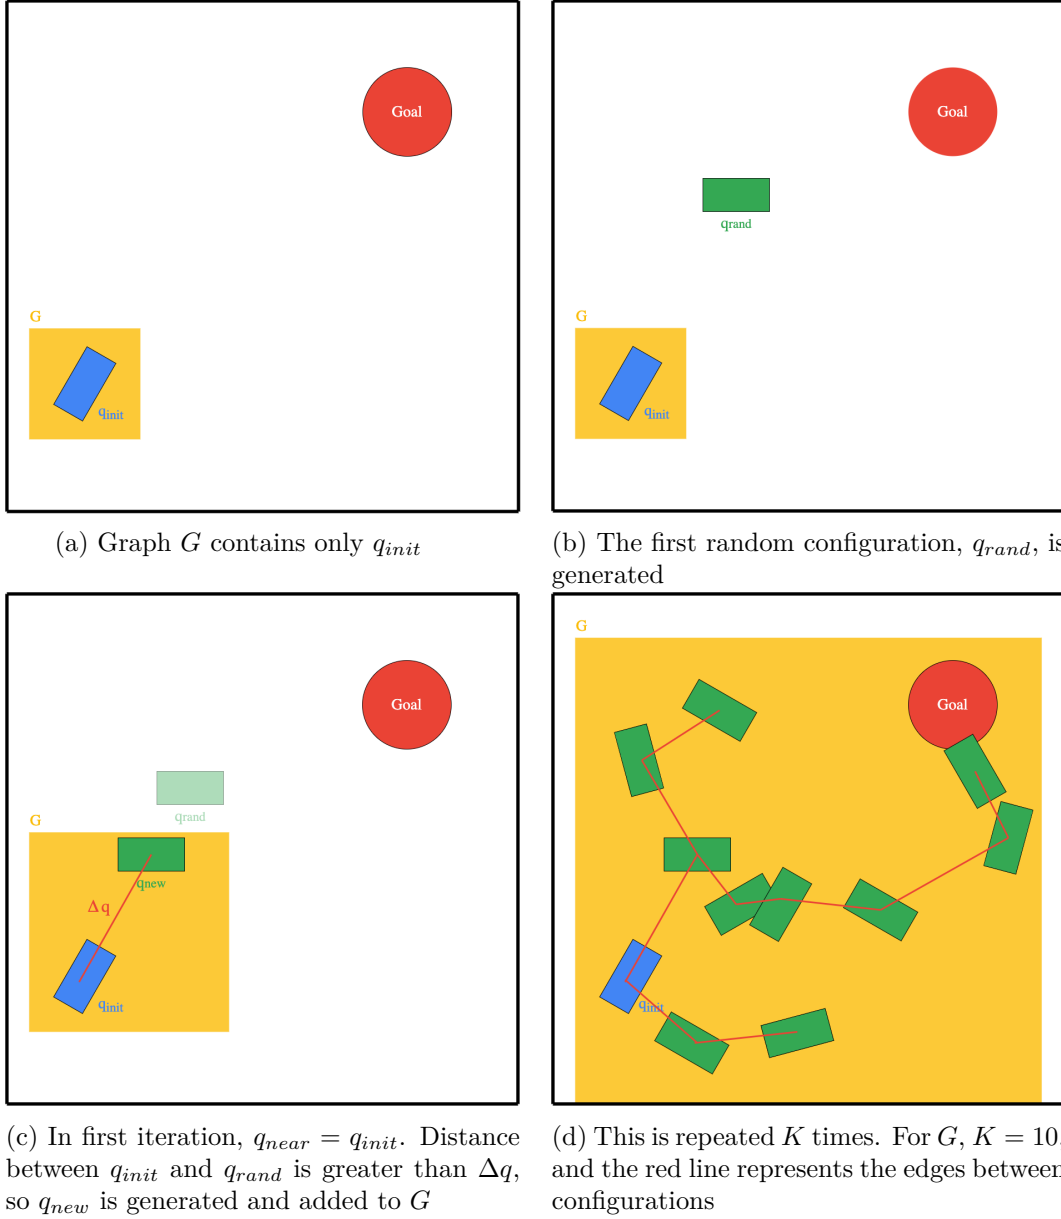 Goal
G
qinit
(a) Graph G contains only qinit
Goal
qrand
G
qinit
(b) The first random configuration, qrand, is
generated
Goal
qrand
G
qnew
Δq
qinit
(c) In first iteration, qnear = qinit. Distance
between qinit and qrand is greater than Δq,
so qnew is generated and added to G
G
Goal
qinit
(d) This is repeated K times. For G, K = 10,
and the red line represents the edges between
configurations